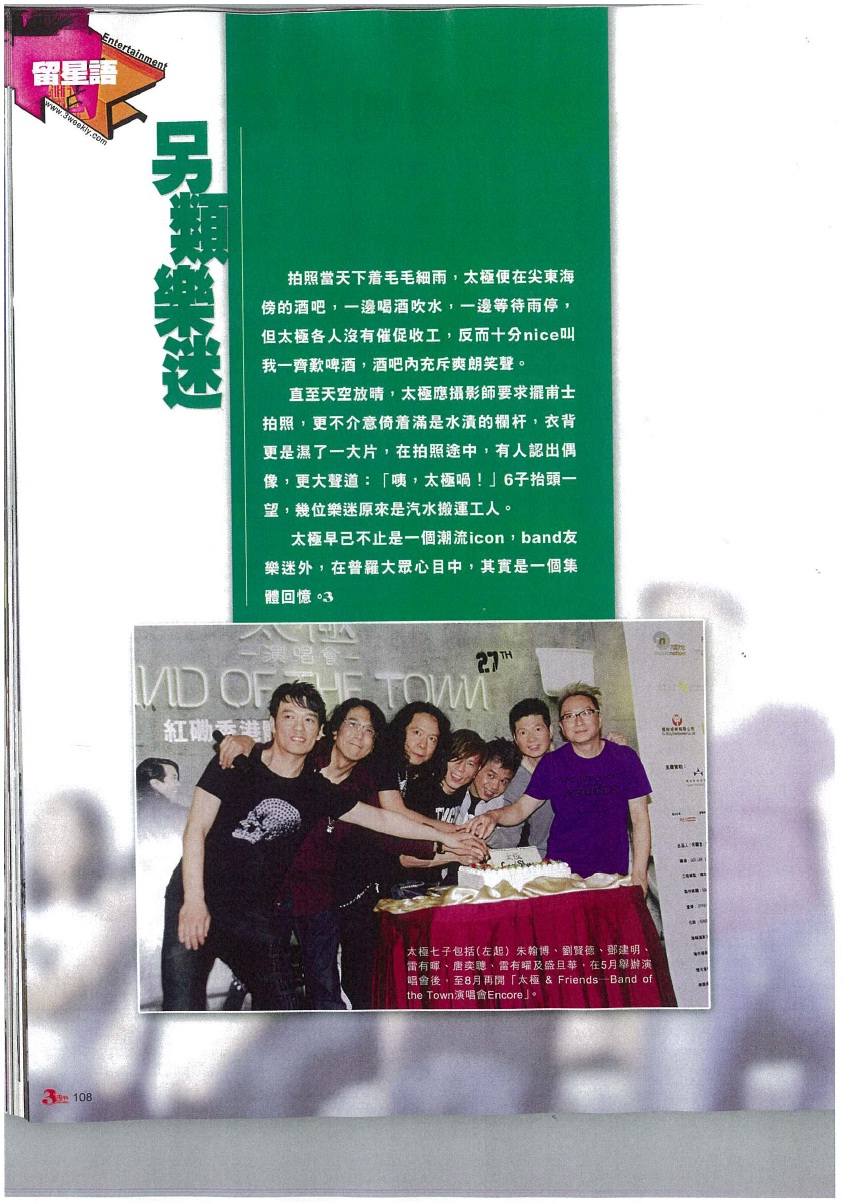 Entertainment
留星語
www.3weekly.com
另類樂迷
拍照當天下着毛毛細雨，太極便在尖東海
傍的酒吧，一邊喝酒吹水，一邊等待雨停，
但太極各人沒有催促收工，反而十分nice叫
我一齊歎啤酒，酒吧內充斥爽朗笑聲。
直至天空放晴，太極應攝影師要求擺甫士
拍照，更不介意倚着滿是水漬的欄杆，衣背
更是濕了一大片，在拍照途中，有人認出偶
像，更大聲道：「咦，太極喎！」6子抬頭一
望，幾位樂迷原來是汽水搬運工人。
太極早已不止是一個潮流icon，band友
樂迷外，在普羅大眾心目中，其實是一個集
體回憶。3
太極
演唱會
27TH
AND OF THE TOWN
紅磡香港
太極七子包括(左起) 朱翰博、劉賢德、鄧建明、
雷有暉、唐奕聰、雷有曜及盛旦華，在5月舉辦演
唱會後，至8月再開「太極 & Friends─Band of
the Town演唱會Encore」。
3週刊 108